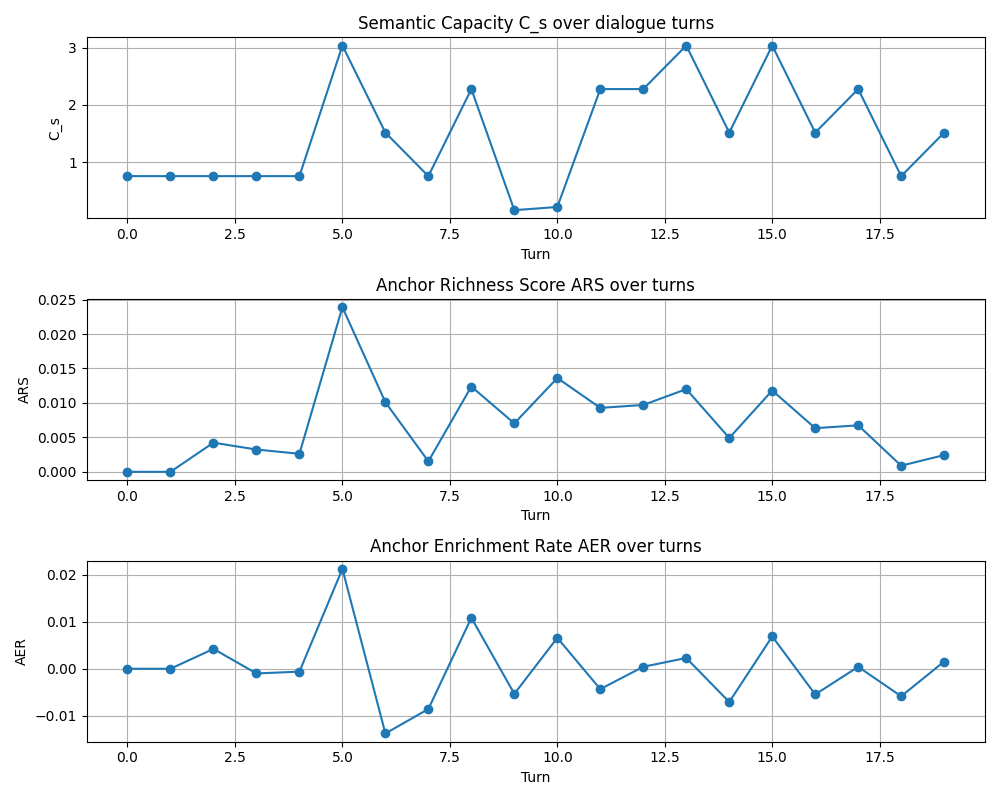 Semantic Capacity C_s over dialogue turns
3
2
1
C_s
0.0 2.5 5.0 7.5 10.0 12.5 15.0 17.5
Turn
Anchor Richness Score ARS over turns
0.025
0.020
0.015
0.010
0.005
0.000
ARS
0.0 2.5 5.0 7.5 10.0 12.5 15.0 17.5
Turn
Anchor Enrichment Rate AER over turns
0.02
0.01
0.00
−0.01
AER
0.0 2.5 5.0 7.5 10.0 12.5 15.0 17.5
Turn